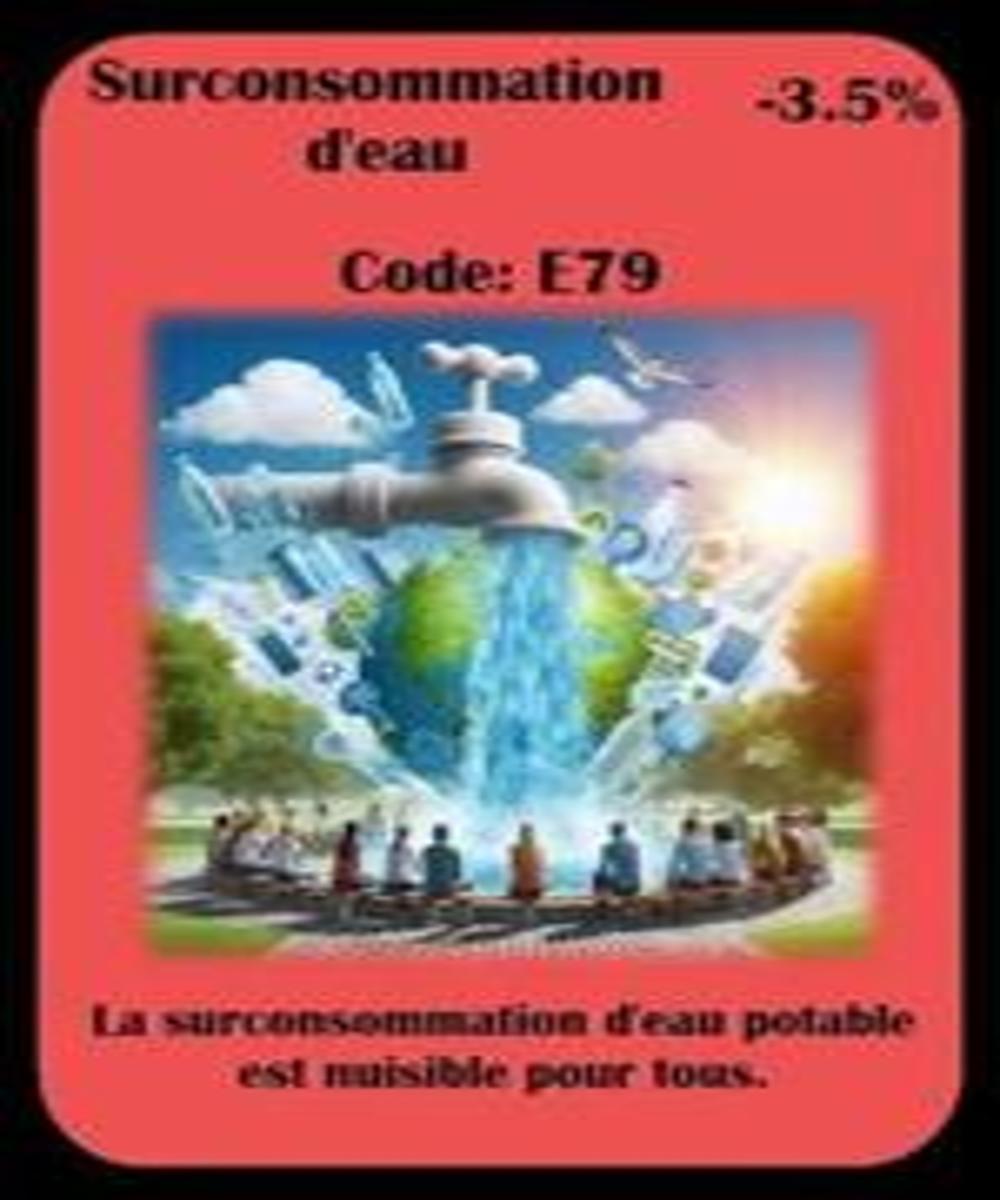 Surconsommation
d'eau
-3.5%
Code: E79
La surconsommation d'eau potable
est nuisible pour tous.